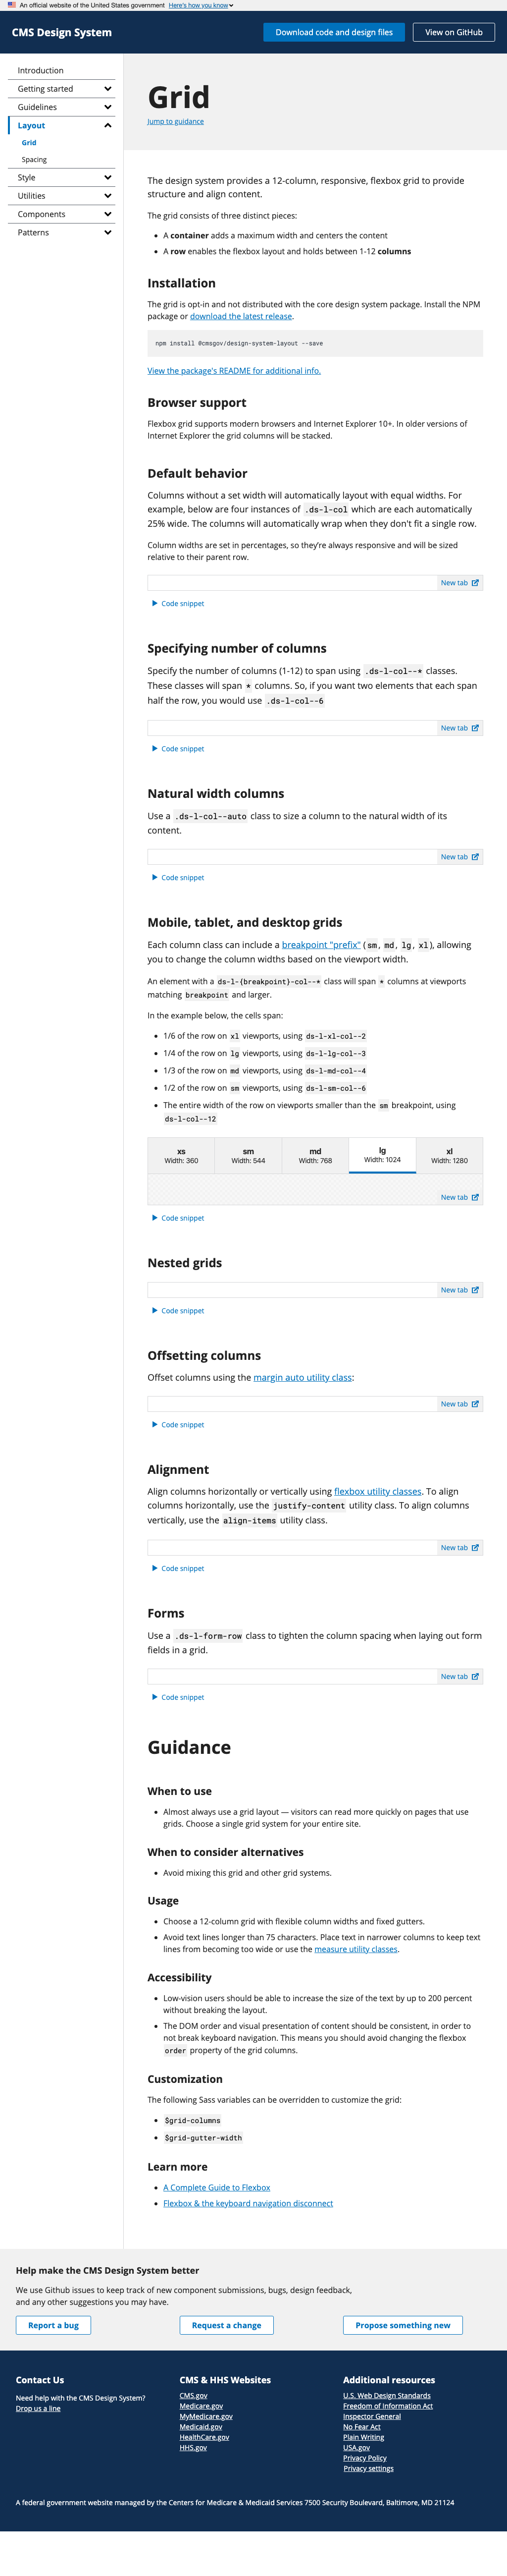 An official website of the United States government Here's how you know
CMS Design System
Download code and design files
View on GitHub
Introduction
Getting started
Guidelines
Layout
Grid
Spacing
Style
Utilities
Components
Patterns
Grid
Jump to guidance
The design system provides a 12-column, responsive, flexbox grid to provide
structure and align content.
The grid consists of three distinct pieces:
• A container adds a maximum width and centers the content
• A row enables the flexbox layout and holds between 1-12 columns
Installation
The grid is opt-in and not distributed with the core design system package. Install the NPM
package or download the latest release.
npm install @cmsgov/design-system-layout --save
View the package's README for additional info.
Browser support
Flexbox grid supports modern browsers and Internet Explorer 10+. In older versions of
Internet Explorer the grid columns will be stacked.
Default behavior
Columns without a set width will automatically layout with equal widths. For
example, below are four instances of .ds-l-col which are each automatically
25% wide. The columns will automatically wrap when they don't fit a single row.
Column widths are set in percentages, so they're always responsive and will be sized
relative to their parent row.
New tab
Code snippet
Specifying number of columns
Specify the number of columns (1-12) to span using .ds-l-col--* classes.
These classes will span * columns. So, if you want two elements that each span
half the row, you would use .ds-l-col--6
New tab
Code snippet
Natural width columns
Use a .ds-l-col--auto class to size a column to the natural width of its
content.
New tab
Code snippet
Mobile, tablet, and desktop grids
Each column class can include a breakpoint "prefix" (sm, md, lg, xl), allowing
you to change the column widths based on the viewport width.
An element with a ds-l-{breakpoint}-col--* class will span * columns at viewports
matching breakpoint and larger.
In the example below, the cells span:
• 1/6 of the row on xl viewports, using ds-l-xl-col--2
• 1/4 of the row on lg viewports, using ds-l-lg-col--3
• 1/3 of the row on md viewports, using ds-l-md-col--4
• 1/2 of the row on sm viewports, using ds-l-sm-col--6
• The entire width of the row on viewports smaller than the sm breakpoint, using
ds-l-col--12
xs
Width: 360
sm
Width: 544
md
Width: 768
lg
Width: 1024
xl
Width: 1280
New tab
Code snippet
Nested grids
New tab
Code snippet
Offsetting columns
Offset columns using the margin auto utility class:
New tab
Code snippet
Alignment
Align columns horizontally or vertically using flexbox utility classes. To align
columns horizontally, use the justify-content utility class. To align columns
vertically, use the align-items utility class.
New tab
Code snippet
Forms
Use a .ds-l-form-row class to tighten the column spacing when laying out form
fields in a grid.
New tab
Code snippet
Guidance
When to use
• Almost always use a grid layout — visitors can read more quickly on pages that use
grids. Choose a single grid system for your entire site.
When to consider alternatives
• Avoid mixing this grid and other grid systems.
Usage
• Choose a 12-column grid with flexible column widths and fixed gutters.
• Avoid text lines longer than 75 characters. Place text in narrower columns to keep text
lines from becoming too wide or use the measure utility classes.
Accessibility
• Low-vision users should be able to increase the size of the text by up to 200 percent
without breaking the layout.
• The DOM order and visual presentation of content should be consistent, in order to
not break keyboard navigation. This means you should avoid changing the flexbox
order property of the grid columns.
Customization
The following Sass variables can be overridden to customize the grid:
• $grid-columns
• $grid-gutter-width
Learn more
• A Complete Guide to Flexbox
• Flexbox & the keyboard navigation disconnect
Help make the CMS Design System better
We use Github issues to keep track of new component submissions, bugs, design feedback,
and any other suggestions you may have.
Report a bug
Request a change
Propose something new
Contact Us
Need help with the CMS Design System?
Drop us a line
CMS & HHS Websites
CMS.gov
Medicare.gov
MyMedicare.gov
Medicaid.gov
HealthCare.gov
HHS.gov
Additional resources
U.S. Web Design Standards
Freedom of Information Act
Inspector General
No Fear Act
Plain Writing
USA.gov
Privacy Policy
Privacy settings
A federal government website managed by the Centers for Medicare & Medicaid Services 7500 Security Boulevard, Baltimore, MD 21124